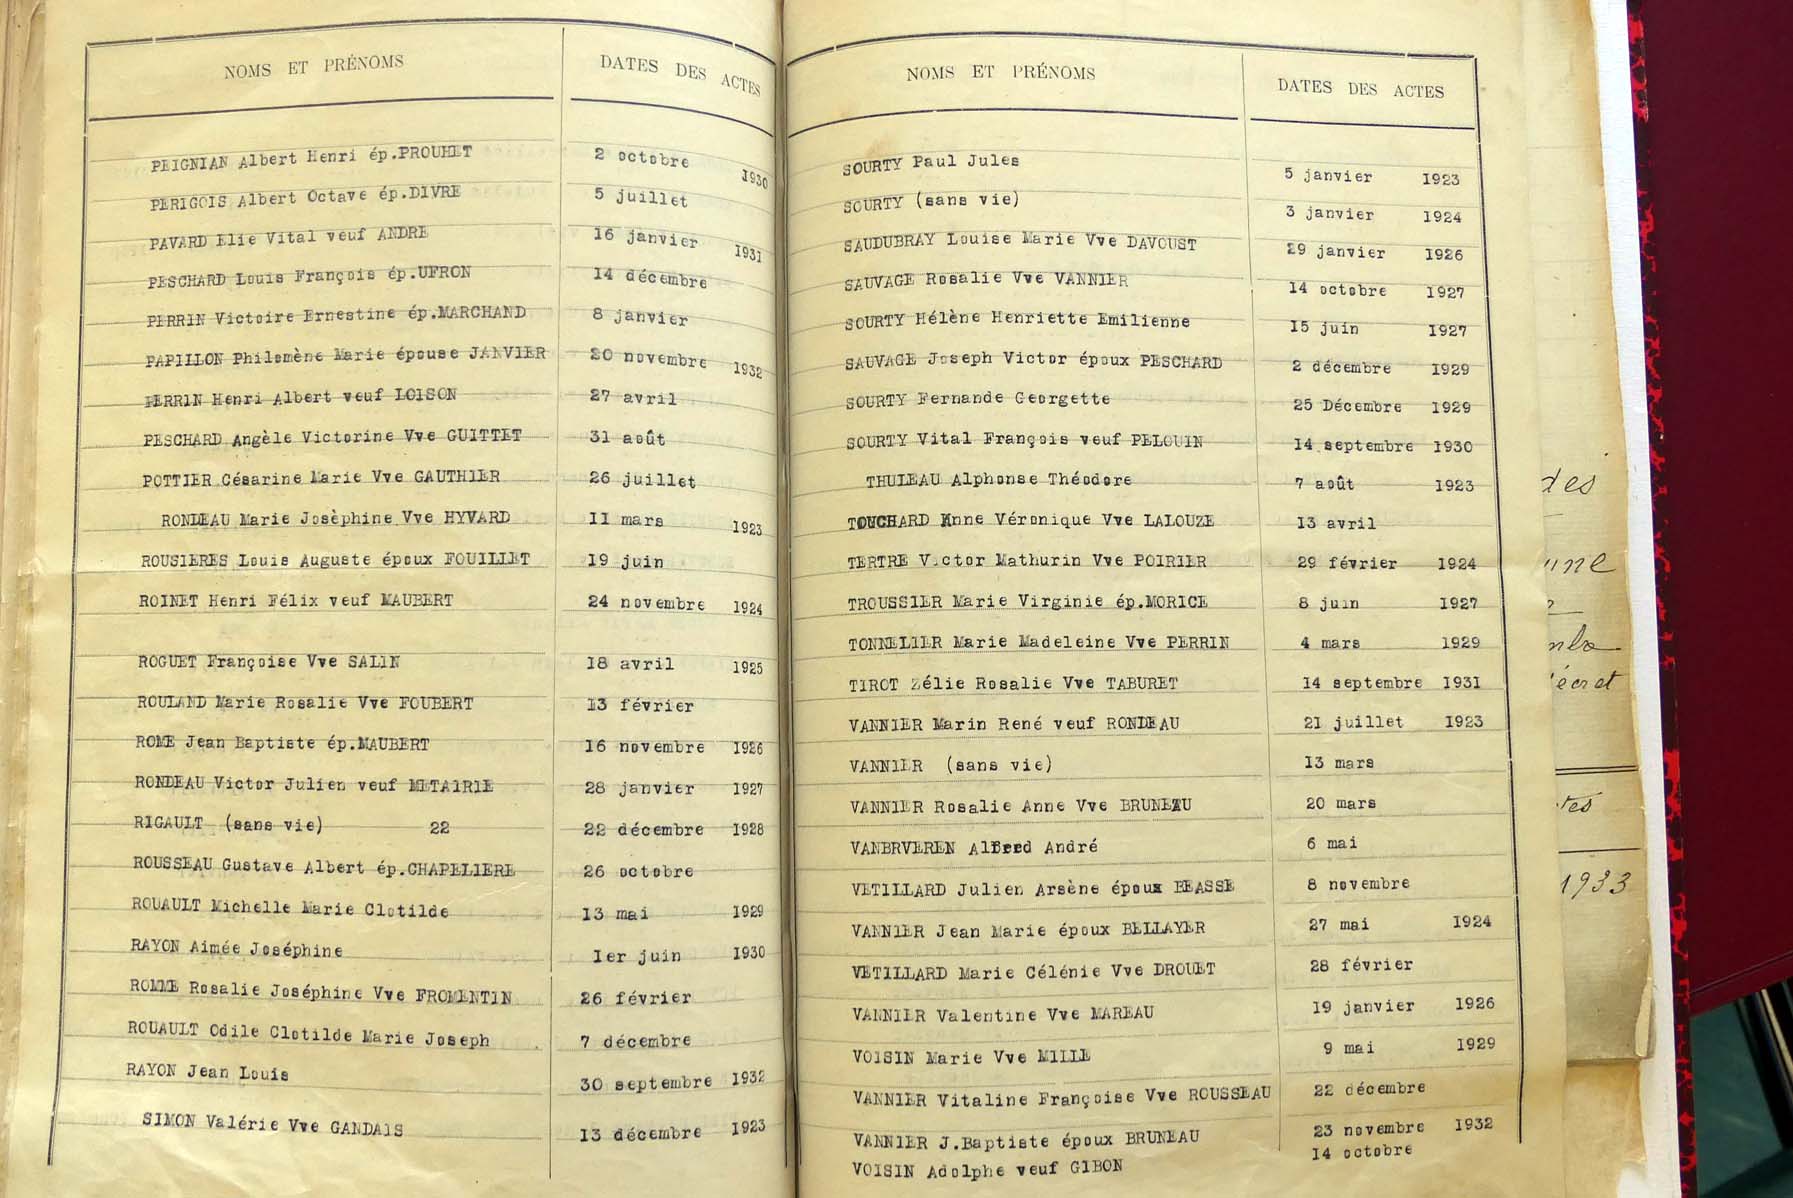 NOMS ET PRÉNOMS DATES DES ACTES
PEIGNIAN Albert Henri ép.PROUHET 2 octobre 1930
PERIGOIS Albert Octave ép.DIVRE 5 juillet
PAVARD Elie Vital veuf ANDRE 16 janvier 1931
PESCHARD Louis François ép.UFRON 14 décembre
PERRIN Victoire Ernestine ép.MARCHAND 8 janvier
PAPILLON Philomène Marie épouse JANVIER 20 novembre 1932
PERRIN Henri Albert veuf LOISON 27 avril
PESCHARD Angèle Victorine Vve GUITTET 31 août
POTTIER Césarine Marie Vve GAUTHIER 26 juillet
RONDEAU Marie Josèphine Vve HYVARD 11 mars 1923
ROUSIERES Louis Auguste époux FOUILLET 19 juin
ROINET Henri Félix veuf MAUBERT 24 novembre 1924
ROGUET Françoise Vve SALIN 18 avril 1925
ROULAND Marie Rosalie Vve FOUBERT 13 février
ROME Jean Baptiste ép.MAUBERT 16 novembre 1926
RONDEAU Victor Julien veuf METAIRIE 28 janvier 1927
RIGAULT (sans vie) 22 22 décembre 1928
ROUSSEAU Gustave Albert ép.CHAPELIERE 26 octobre
ROUAULT Michelle Marie Clotilde 13 mai 1929
RAYON Aimée Joséphine 1er juin 1930
ROMME Rosalie Joséphine Vve FROMENTIN 26 février
ROUAULT Odile Clotilde Marie Joseph 7 décembre
RAYON Jean Louis 30 septembre 1932
SIMON Valérie Vve GANDAIS 13 décembre 1923
NOMS ET PRÉNOMS DATES DES ACTES
SOURTY Paul Jules 5 janvier 1923
SOURTY (sans vie) 3 janvier 1924
SAUDUBRAY Louise Marie Vve DAVOUST 29 janvier 1926
SAUVAGE Rosalie Vve VANNIER 14 octobre 1927
SOURTY Hélène Henriette Emilienne 15 juin 1927
SAUVAGE Joseph Victor époux PESCHARD 2 décembre 1929
SOURTY Fernande Georgette 25 Décembre 1929
SOURTY Vital François veuf PELOUIN 14 septembre 1930
THULEAU Alphonse Théodore 7 août 1923
TOUCHARD Anne Véronique Vve LALOUZE 13 avril
TERTRE Victor Mathurin Vve POIRIER 29 février 1924
TROUSSIER Marie Virginie ép.MORICE 8 juin 1927
TONNELIER Marie Madeleine Vve PERRIN 4 mars 1929
TIROT Zélie Rosalie Vve TABURET 14 septembre 1931
VANNIER Marin René veuf RONDEAU 21 juillet 1923
VANNIER (sans vie) 13 mars
VANNIER Rosalie Anne Vve BRUNEAU 20 mars
VANBRVEREN Alfred André 6 mai
VETILLARD Julien Arsène époux BEASSE 8 novembre
VANNIER Jean Marie époux BELLAYER 27 mai 1924
VETILLARD Marie Célénie Vve DROUET 28 février
VANNIER Valentine Vve MAREAU 19 janvier 1926
VOISIN Marie Vve MILLE 9 mai 1929
VANNIER Vitaline Françoise Vve ROUSSEAU 22 décembre
VANNIER J.Baptiste époux BRUNEAU 23 novembre 1932
VOISIN Adolphe veuf GIBON 14 octobre
des
1933